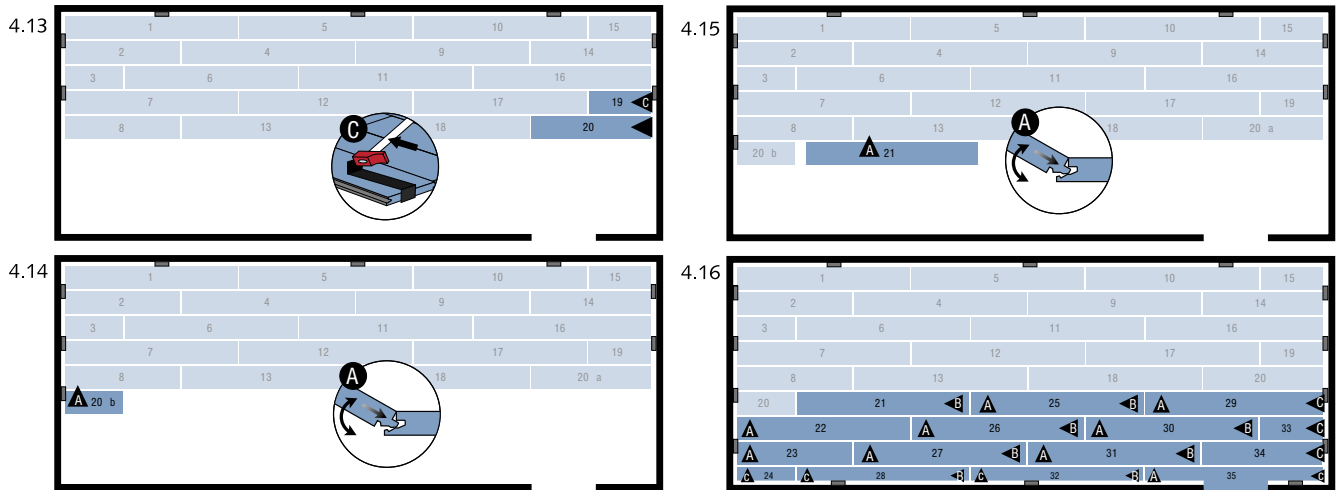 4.13
1 5 10 15
2 4 9 14
3 6 11 16
7 12 17 19 C
8 13 18 20
C
4.14
1 5 10 15
2 4 9 14
3 6 11 16
7 12 17 19
8 13 18 20 a
A 20 b
A
4.15
1 5 10 15
2 4 9 14
3 6 11 16
7 12 17 19
8 13 18 20 a
20 b A 21
A
4.16
1 5 10 15
2 4 9 14
3 6 11 16
7 12 17 19
8 13 18 20
20 21 B A 25 B A 29 C
A 22 A 26 B A 30 B 33 C
A 23 A 27 B A 31 B 34 C
C 24 C 28 B C 32 B A 35 C